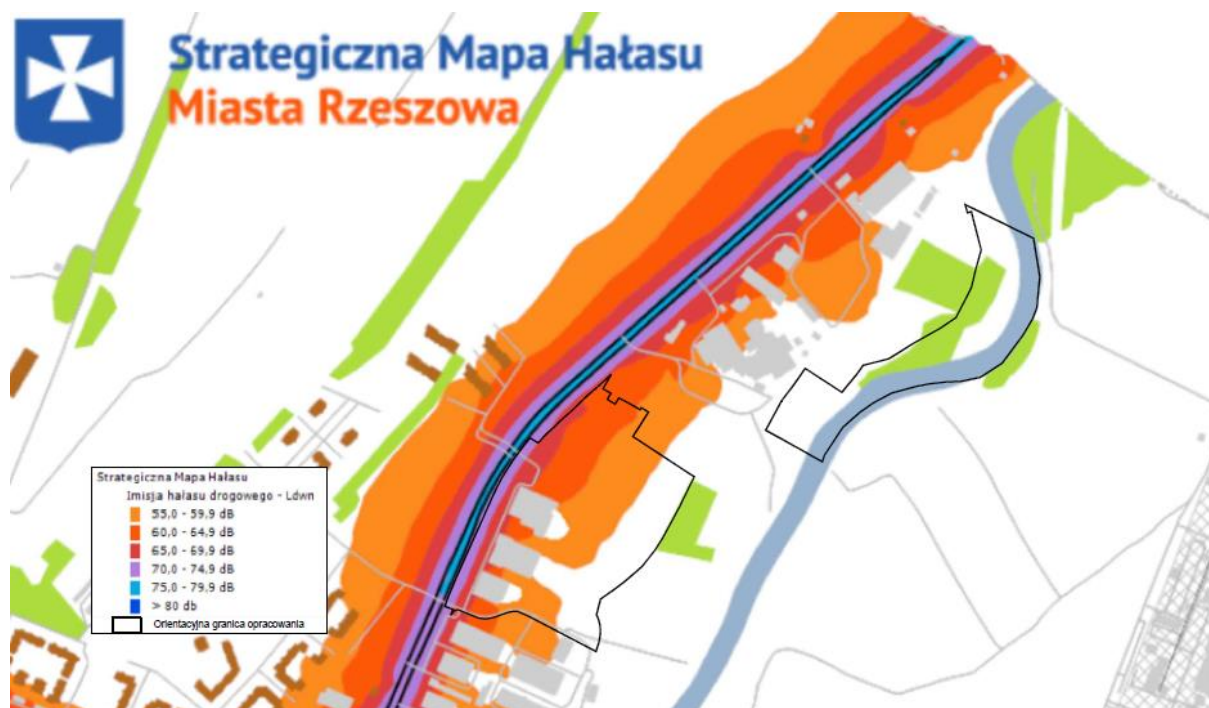 Strategiczna Mapa Hałasu
Miasta Rzeszowa
Strategiczna Mapa Hałasu
Imisja hałasu drogowego - Ldwn
55,0 - 59,9 dB
60,0 - 64,9 dB
65,0 - 69,9 dB
70,0 - 74,9 dB
75,0 - 79,9 dB
> 80 db
Orientacyjna granica opracowania